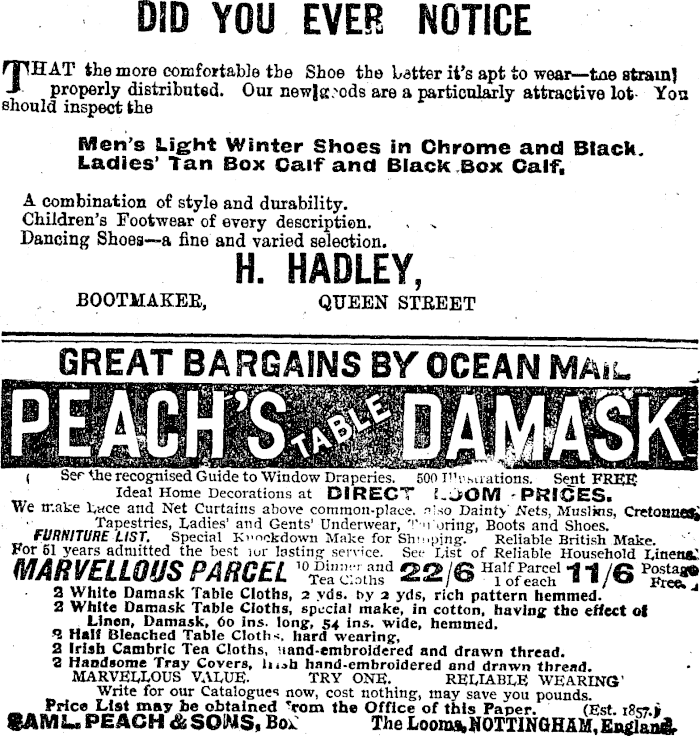 DID YOU EVER NOTICE
THAT the more comfortable the Shoe the better it's apt to wear—the strain
properly distributed. Our new goods are a particularly attractive lot. You
should inspect the
Men's Light Winter Shoes in Chrome and Black.
Ladies' Tan Box Calf and Black Box Calf.
A combination of style and durability.
Children's Footwear of every description.
Dancing Shoes—a fine and varied selection.
H. HADLEY,
BOOTMAKER, QUEEN STREET
GREAT BARGAINS BY OCEAN MAIL
PEACH'S TABLE DAMASK
See the recognised Guide to Window Draperies. 500 Illustrations. Sent FREE
Ideal Home Decorations at DIRECT LOOM PRICES.
We make Lace and Net Curtains above common-place, also Dainty Nets, Muslins, Cretonnes,
Tapestries, Ladies' and Gents' Underwear, Tailoring, Boots and Shoes.
FURNITURE LIST. Special Knockdown Make for Shipping. Reliable British Make.
For 51 years admitted the best for lasting service. See List of Reliable Household Linens.
MARVELLOUS PARCEL 10 Dinner and Tea Cloths 22/6 Half Parcel 1 of each 11/6 Postage Free.
2 White Damask Table Cloths, 2 yds. by 2 yds, rich pattern hemmed.
2 White Damask Table Cloths, special make, in cotton, having the effect of
Linen, Damask, 60 ins. long, 54 ins. wide, hemmed.
2 Half Bleached Table Cloths, hard wearing,
2 Irish Cambric Tea Cloths, hand-embroidered and drawn thread.
2 Handsome Tray Covers, Irish hand-embroidered and drawn thread.
MARVELLOUS VALUE. TRY ONE. RELIABLE WEARING
Write for our Catalogues now, cost nothing, may save you pounds.
Price List may be obtained from the Office of this Paper. (Est. 1857.)
SAML. PEACH & SONS, Box The Looms, NOTTINGHAM, England.